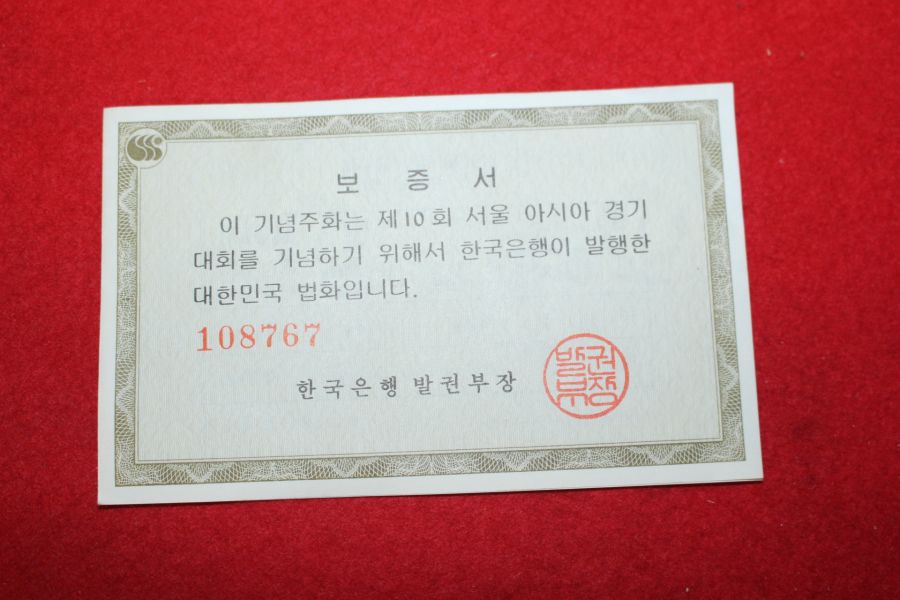 보 증 서
이 기념주화는 제10회 서울 아시아 경기
대회를 기념하기 위해서 한국은행이 발행한
대한민국 법화입니다.
108767
한국은행 발권부장
발권
부장